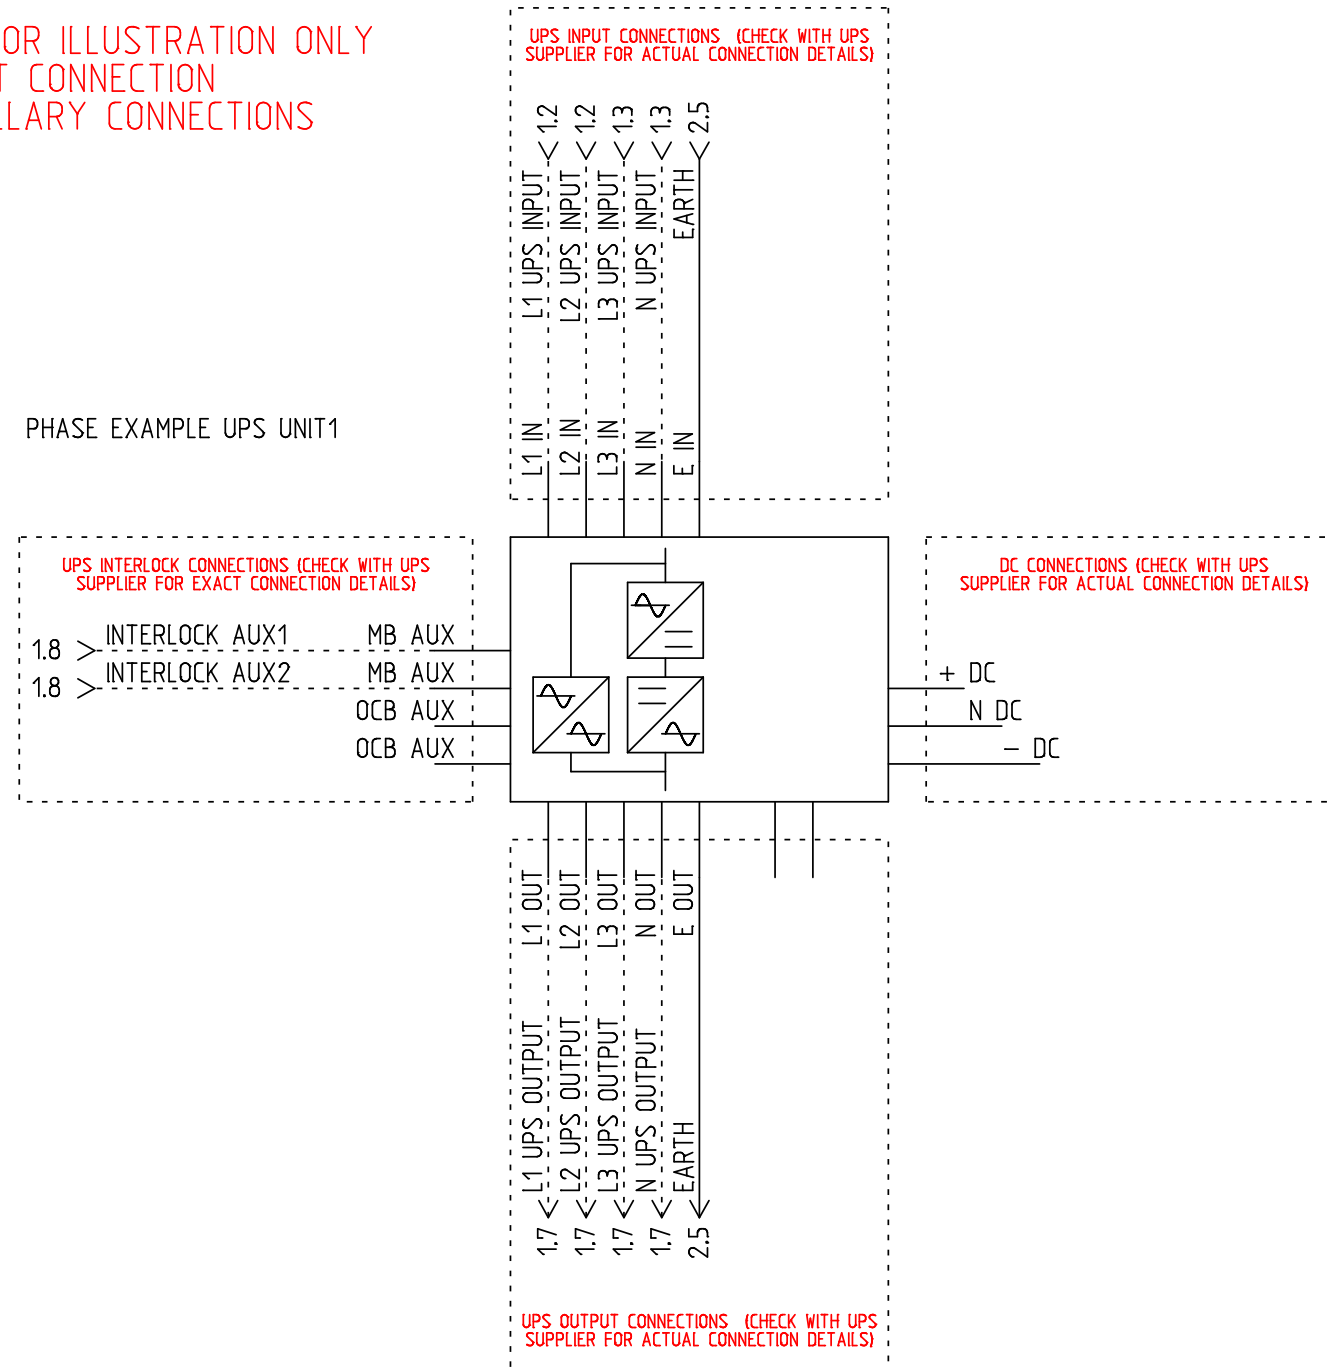 OR ILLUSTRATION ONLY
T CONNECTION
LLARY CONNECTIONS
UPS INPUT CONNECTIONS (CHECK WITH UPS
SUPPLIER FOR ACTUAL CONNECTION DETAILS)
1.2
1.2
1.3
1.3
2.5
L1 UPS INPUT
L2 UPS INPUT
L3 UPS INPUT
N UPS INPUT
EARTH
PHASE EXAMPLE UPS UNIT1
L1 IN
L2 IN
L3 IN
N IN
E IN
UPS INTERLOCK CONNECTIONS (CHECK WITH UPS
SUPPLIER FOR EXACT CONNECTION DETAILS)
1.8 INTERLOCK AUX1 MB AUX
1.8 INTERLOCK AUX2 MB AUX
OCB AUX
OCB AUX
DC CONNECTIONS (CHECK WITH UPS
SUPPLIER FOR ACTUAL CONNECTION DETAILS)
+ DC
N DC
- DC
L1 OUT
L2 OUT
L3 OUT
N OUT
E OUT
L1 UPS OUTPUT
L2 UPS OUTPUT
L3 UPS OUTPUT
N UPS OUTPUT
EARTH
1.7
1.7
1.7
1.7
2.5
UPS OUTPUT CONNECTIONS (CHECK WITH UPS
SUPPLIER FOR ACTUAL CONNECTION DETAILS)